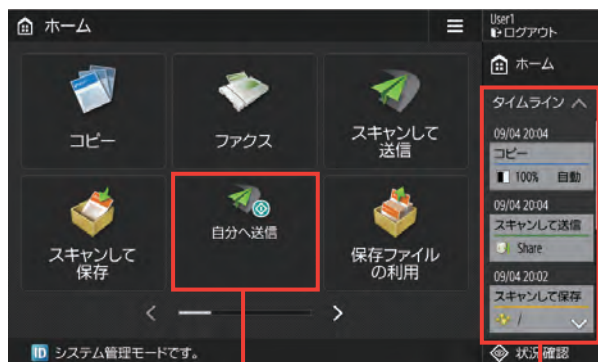 ホーム
User1
ログアウト
ホーム
コピー
ファクス
スキャンして
送信
スキャンして
保存
自分へ送信
保存ファイル
の利用
タイムライン
09/04 20:04
コピー
100% 自動
09/04 20:04
スキャンして送信
Share
09/04 20:02
スキャンして保存
/
ID システム管理モードです。
状況確認